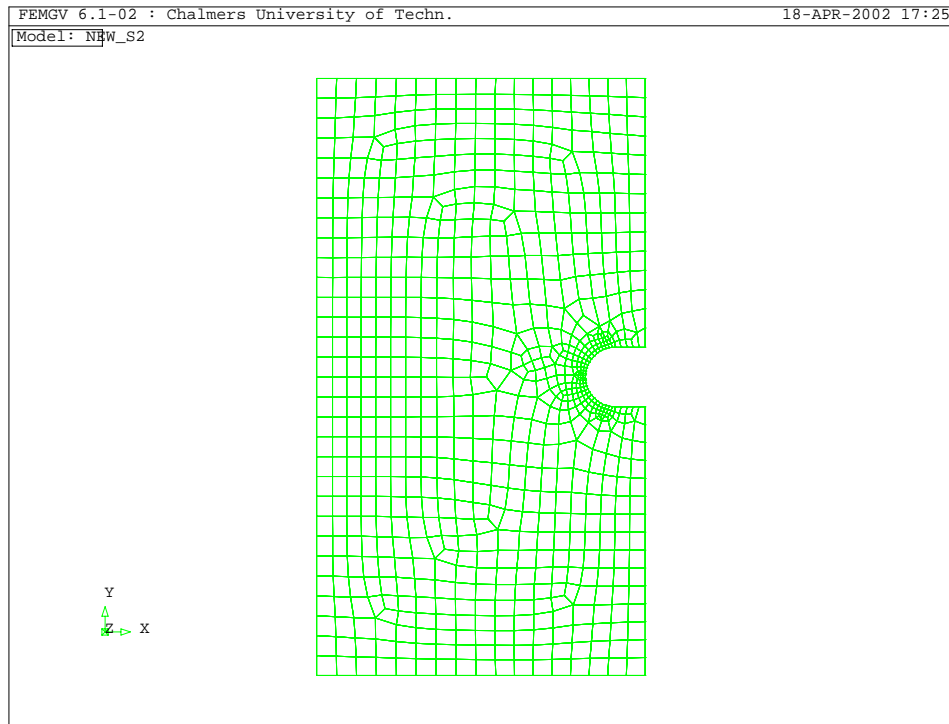 FEMGV 6.1-02 : Chalmers University of Techn. 18-APR-2002 17:25
Model: NEW_S2
Y
Z X